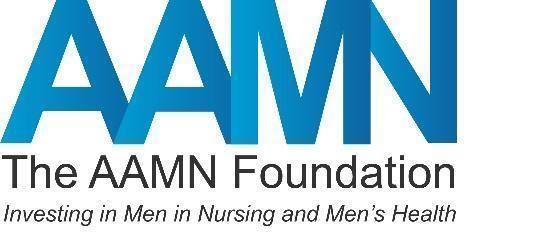 AAMN
The AAMN Foundation
Investing in Men in Nursing and Men's Health